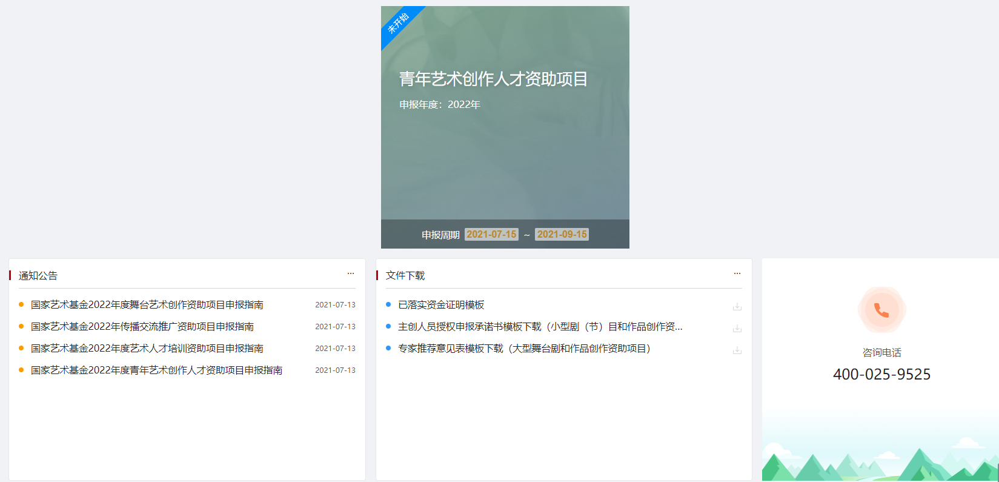 未开始
青年艺术创作人才资助项目
申报年度：2022年
申报周期 2021-07-15 ~ 2021-09-15
通知公告 ...
国家艺术基金2022年度舞台艺术创作资助项目申报指南 2021-07-13
国家艺术基金2022年传播交流推广资助项目申报指南 2021-07-13
国家艺术基金2022年度艺术人才培训资助项目申报指南 2021-07-13
国家艺术基金2022年度青年艺术创作人才资助项目申报指南 2021-07-13
文件下载 ...
已落实资金证明模板
主创人员授权申报承诺书模板下载（小型剧（节）目和作品创作资...
专家推荐意见表模板下载（大型舞台剧和作品创作资助项目）
咨询电话
400-025-9525